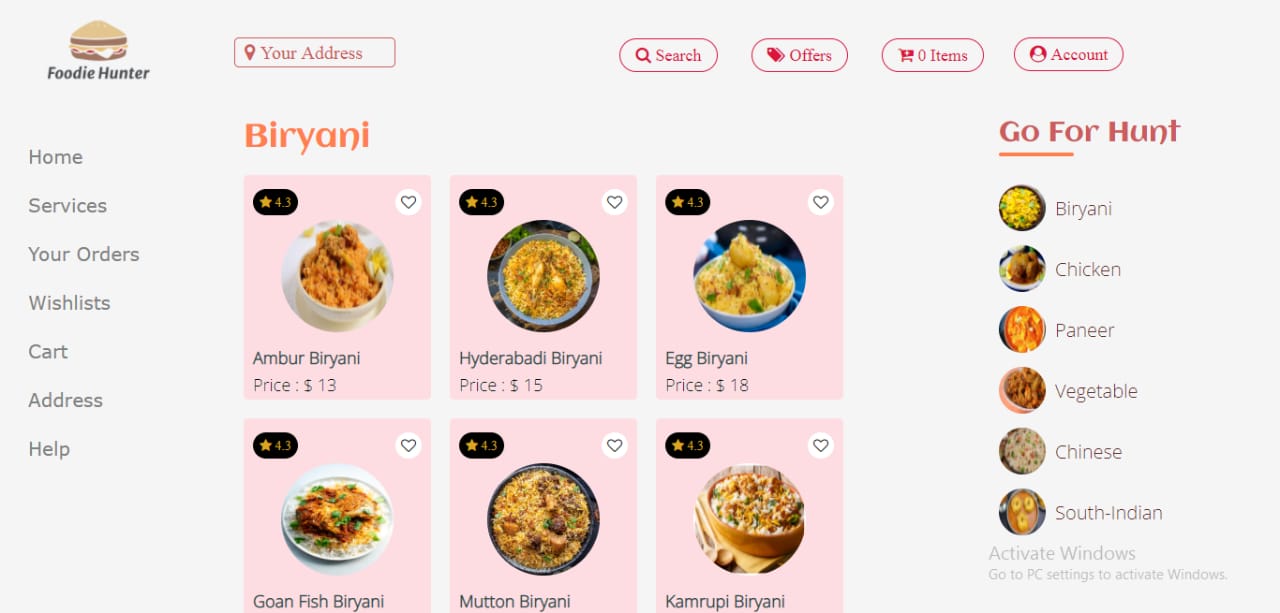 Foodie Hunter
Your Address
Search
Offers
0 Items
Account
Home
Services
Your Orders
Wishlists
Cart
Address
Help
Biryani
4.3
Ambur Biryani
Price : $ 13
4.3
Hyderabadi Biryani
Price : $ 15
4.3
Egg Biryani
Price : $ 18
4.3
Goan Fish Biryani
4.3
Mutton Biryani
4.3
Kamrupi Biryani
Go For Hunt
Biryani
Chicken
Paneer
Vegetable
Chinese
South-Indian
Activate Windows
Go to PC settings to activate Windows.